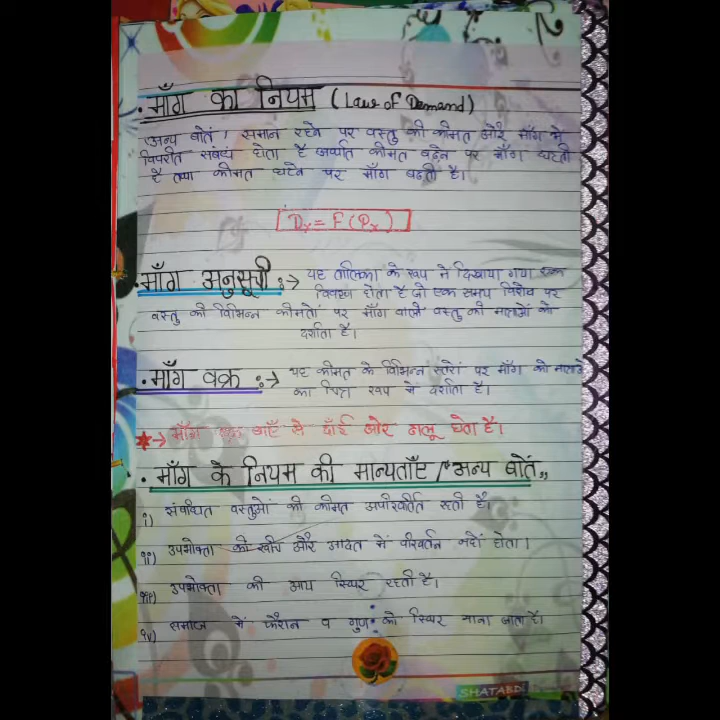 माँग का नियम (Law of Demand)
अन्य बातें, समान रहने पर वस्तु की कीमत और माँग में
विपरीत संबंध होता है अर्थात कीमत बढ़ने पर माँग घटती
है तथा कीमत घटने पर माँग बढ़ती है।
Dx = F(Px)
माँग अनुसूची :→ यह तालिका के रूप में दिखाया गया एक
विवरण होता है जो एक समय विशेष पर
वस्तु की विभिन्न कीमतों पर माँग वाली वस्तु की मात्राओं को
दर्शाता है।
माँग वक्र :→ यह कीमत के विभिन्न स्तरों पर माँग की
का चित्र रूप में दर्शाता है।
★→ माँग वक्र बाएँ से दाँई ओर ढालू होता है।
माँग के नियम की मान्यताएँ / "अन्य बातें"
i) संबंधित वस्तुओं की कीमत अपरिवर्तित रहती है।
ii) उपभोक्ता की रुचि और आदत में परिवर्तन नहीं होता।
iii) उपभोक्ता की आय स्थिर रहती है।
iv) समाज में फैशन व गुण को स्थिर माना जाता है।
SHATABDI